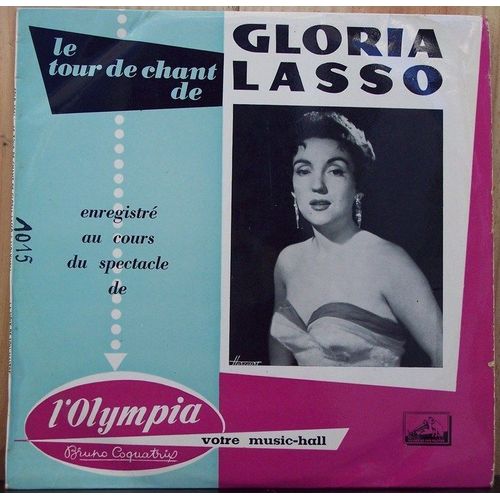 le
tour de chant
de
GLORIA
LASSO
enregistré
au cours
du spectacle
de
1015
l'Olympia
Bruno Coquatrix
votre music-hall